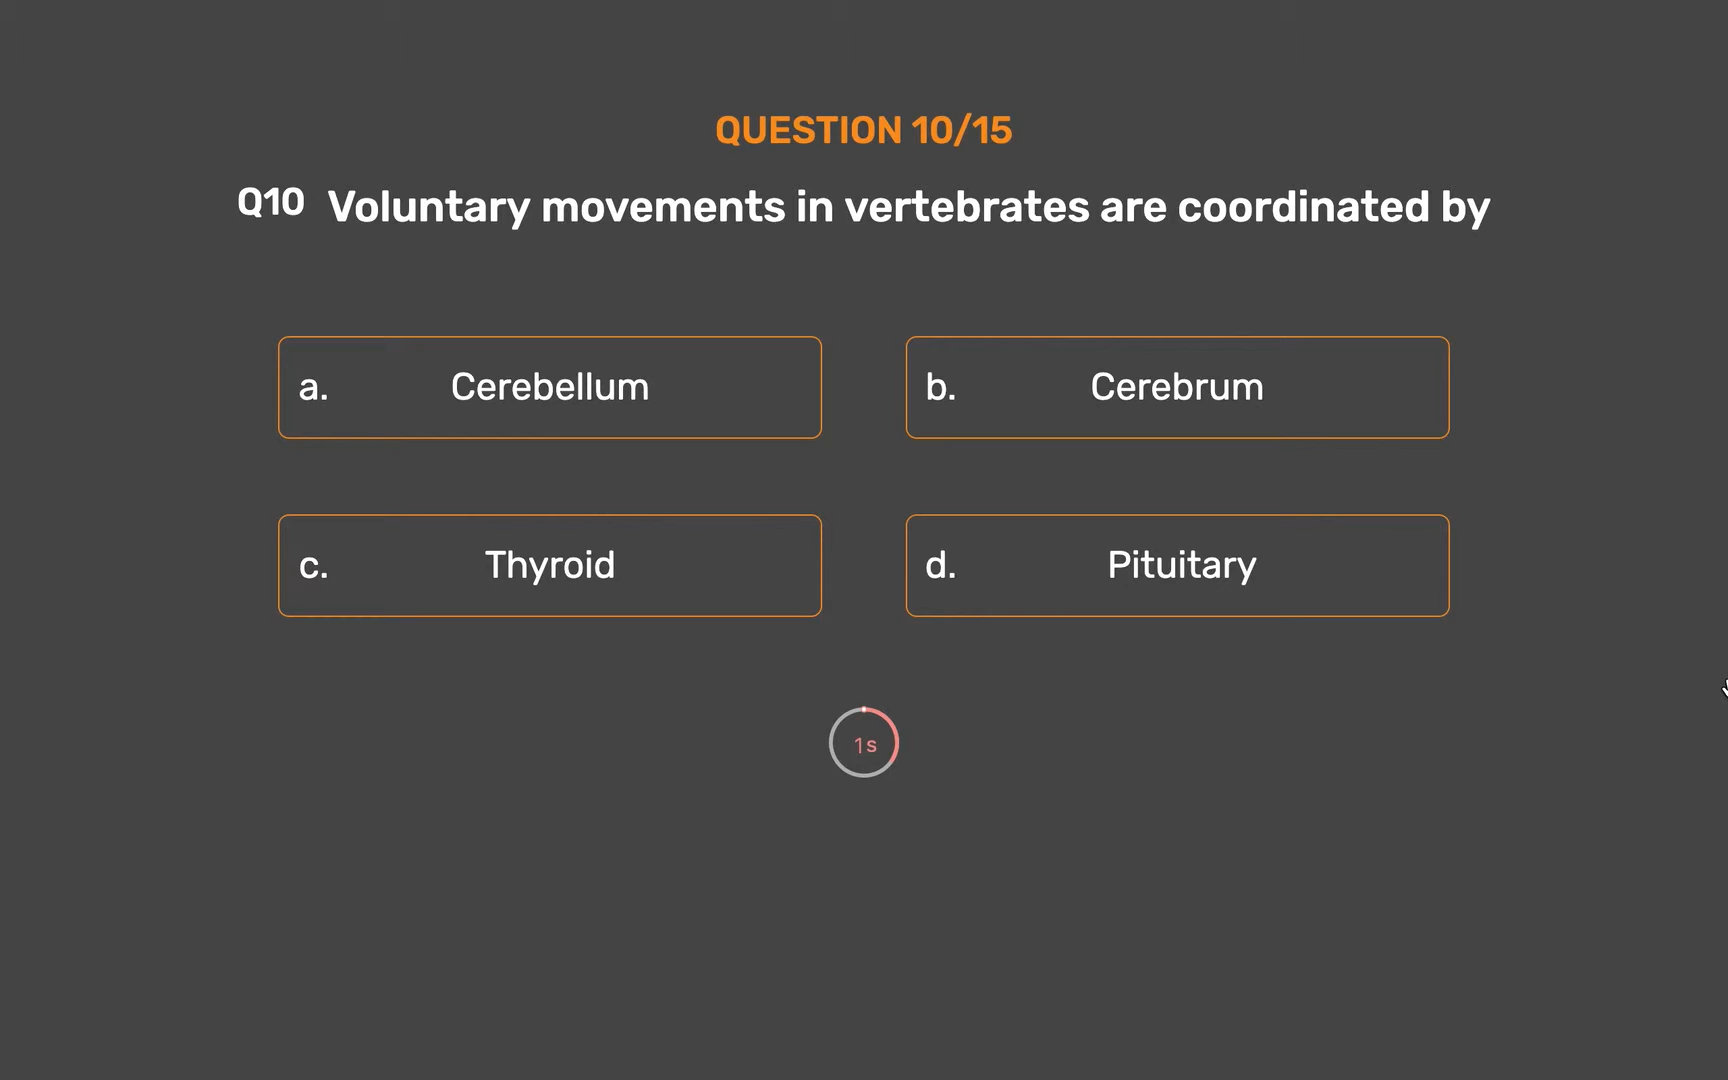 QUESTION 10/15
Q10 Voluntary movements in vertebrates are coordinated by
a. Cerebellum
b. Cerebrum
c. Thyroid
d. Pituitary
1s